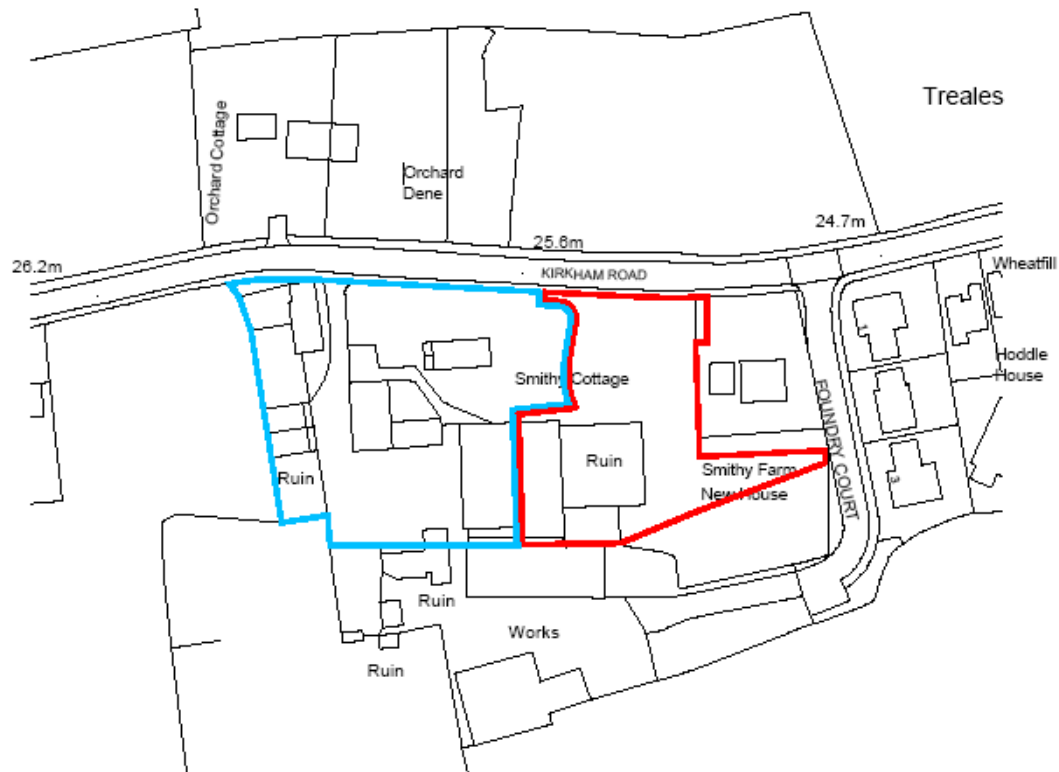 Treales
Orchard Cottage
Orchard
Dene
24.7m
25.6m
26.2m
KIRKHAM ROAD
Wheatfill
1
Hoddle
House
Smithy Cottage
FOUNDRY COURT
Ruin
Ruin
Smithy Farm
New House
3
Ruin
Works
Ruin